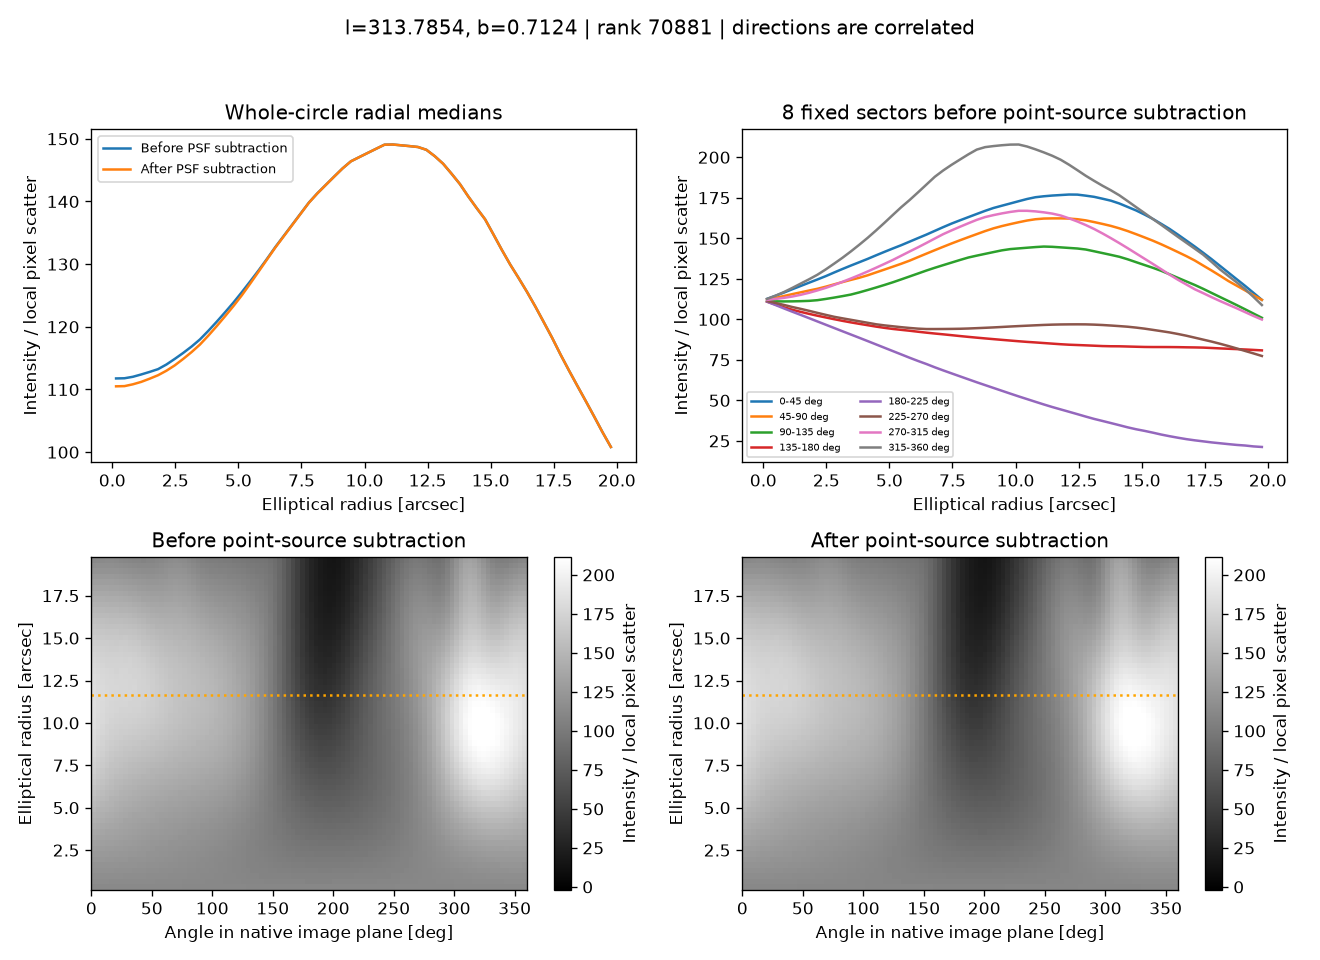 l=313.7854, b=0.7124 | rank 70881 | directions are correlated
Whole-circle radial medians
Before PSF subtraction
After PSF subtraction
Intensity / local pixel scatter
150
140
130
120
110
100
0.0 2.5 5.0 7.5 10.0 12.5 15.0 17.5 20.0
Elliptical radius [arcsec]
8 fixed sectors before point-source subtraction
Intensity / local pixel scatter
200
175
150
125
100
75
50
25
0-45 deg
45-90 deg
90-135 deg
135-180 deg
180-225 deg
225-270 deg
270-315 deg
315-360 deg
0.0 2.5 5.0 7.5 10.0 12.5 15.0 17.5 20.0
Elliptical radius [arcsec]
Before point-source subtraction
Elliptical radius [arcsec]
17.5
15.0
12.5
10.0
7.5
5.0
2.5
0 50 100 150 200 250 300 350
Angle in native image plane [deg]
200
175
150
125
100
75
50
25
0
Intensity / local pixel scatter
After point-source subtraction
Elliptical radius [arcsec]
17.5
15.0
12.5
10.0
7.5
5.0
2.5
0 50 100 150 200 250 300 350
Angle in native image plane [deg]
200
175
150
125
100
75
50
25
0
Intensity / local pixel scatter